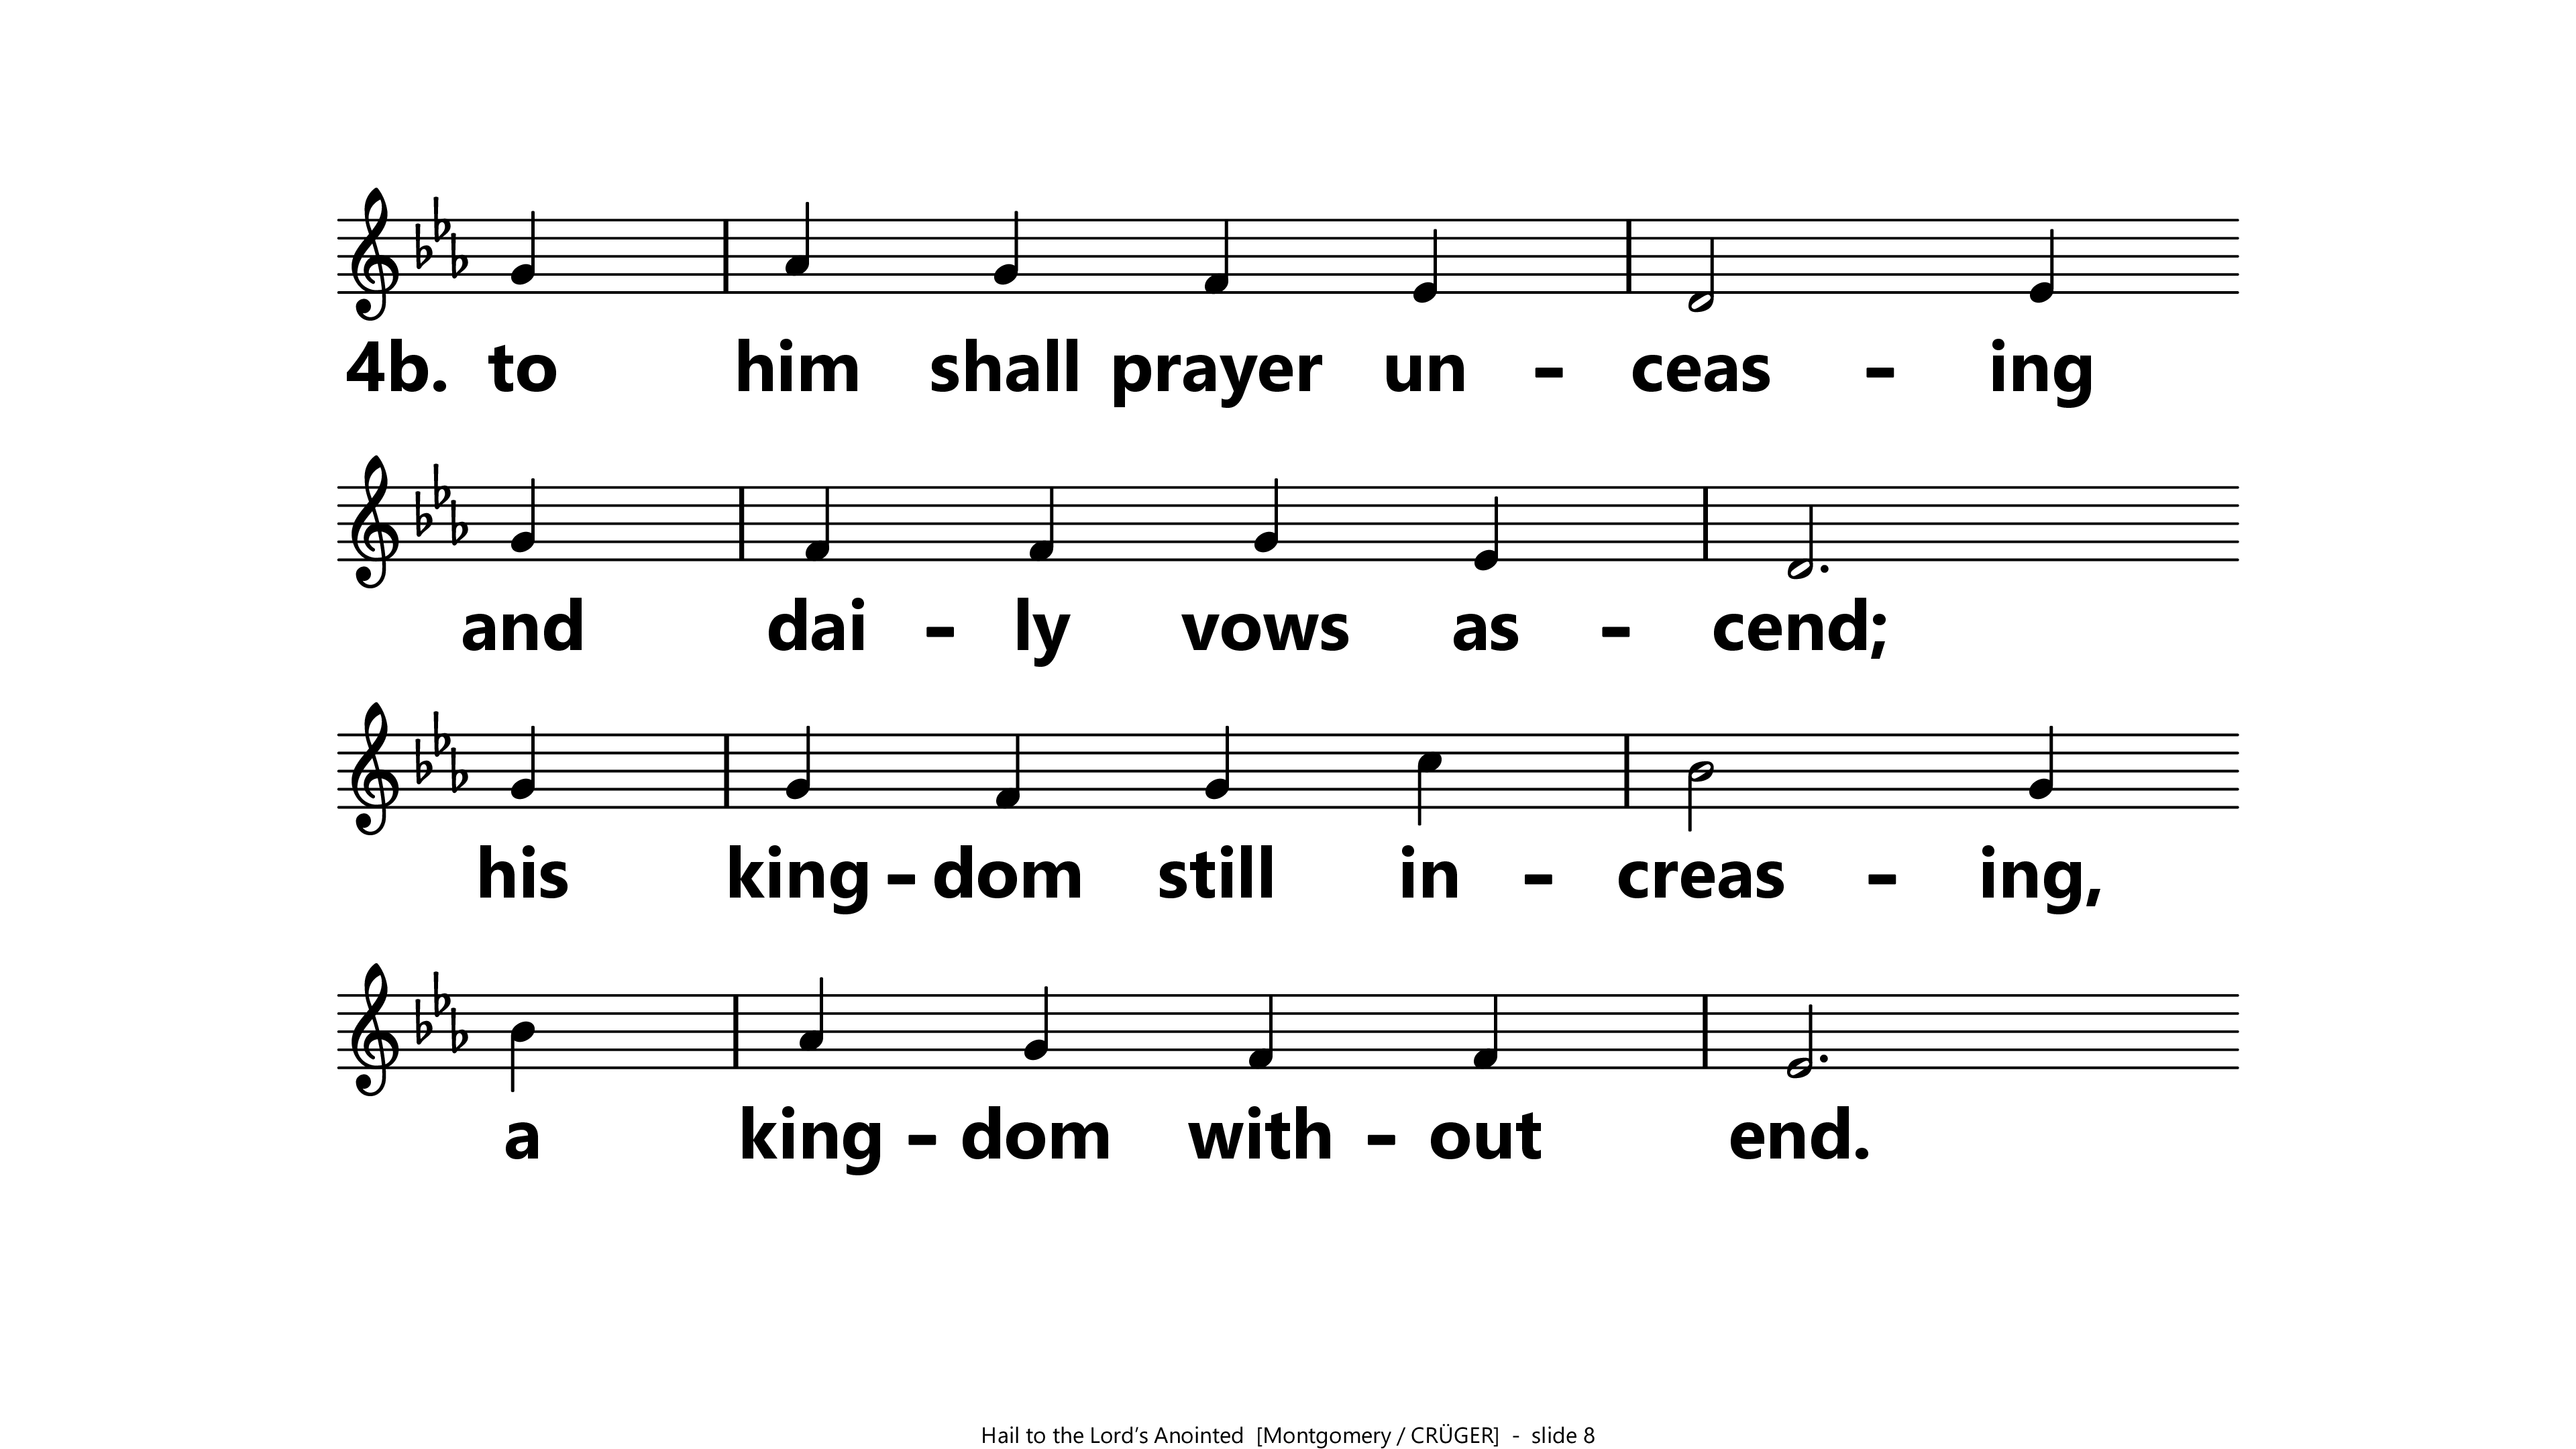 4b. to him shall prayer un - ceas - ing
and dai - ly vows as - cend;
his king - dom still in - creas - ing,
a king - dom with - out end.
Hail to the Lord’s Anointed [Montgomery / CRÜGER] - slide 8